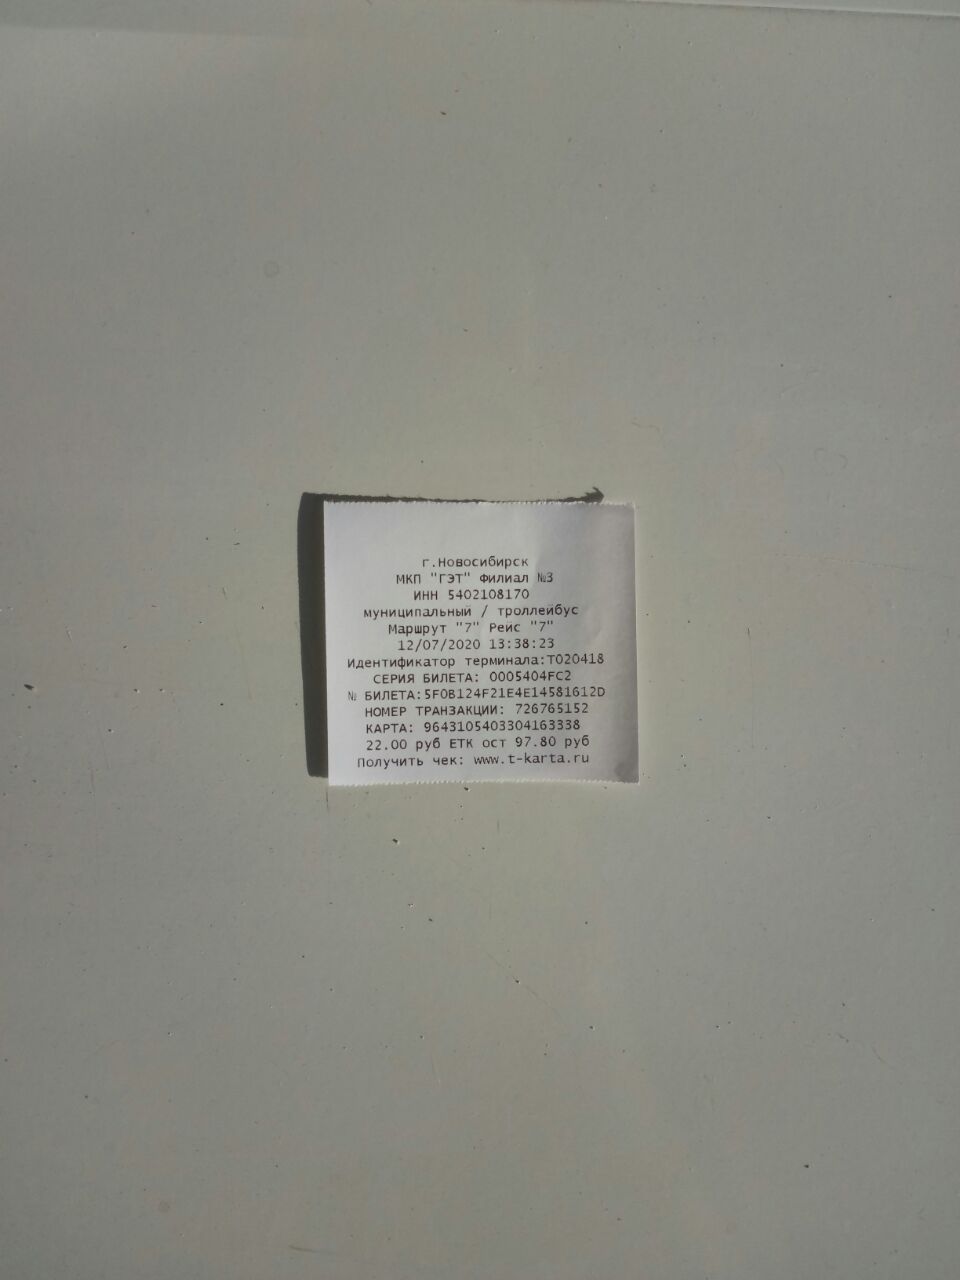 г.Новосибирск
МКП "ГЭТ" Филиал №3
ИНН 5402108170
муниципальный / троллейбус
Маршрут "7" Рейс "7"
12/07/2020 13:38:23
Идентификатор терминала:T020418
СЕРИЯ БИЛЕТА: 0005404FC2
№ БИЛЕТА:5F0B124F21E4E14581612D
НОМЕР ТРАНЗАКЦИИ: 726765152
КАРТА: 9643105403304163338
22.00 руб ЕТК ост 97.80 руб
Получить чек: www.t-karta.ru